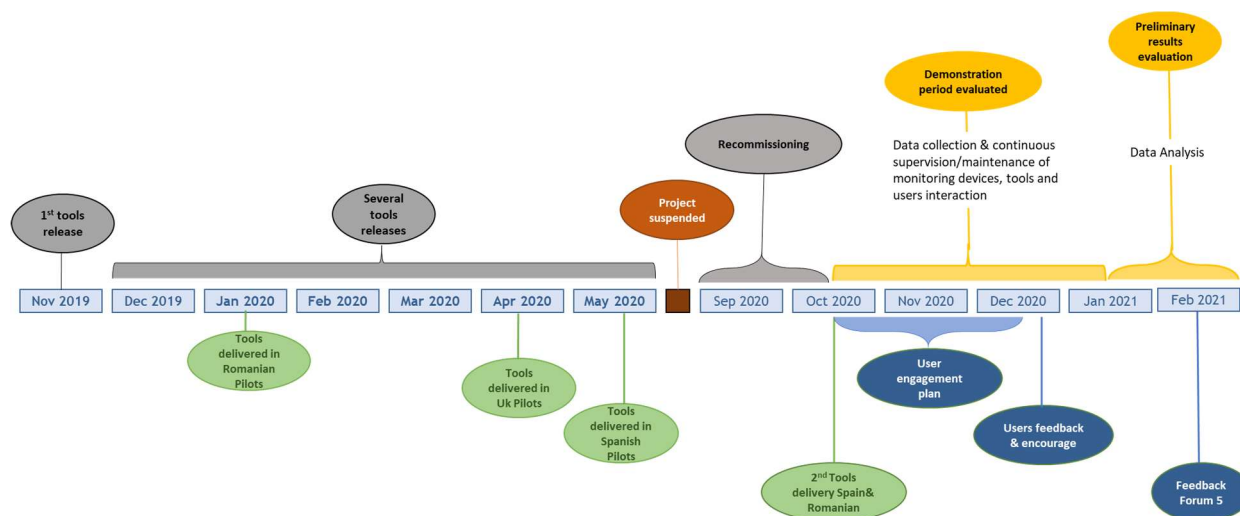 Preliminary
results
evaluation
Demonstration
period evaluated
Recommissioning
Data collection & continuous
supervision/maintenance of
monitoring devices, tools and
users interaction
Data Analysis
1st tools
release
Several
tools
releases
Project
suspended
Nov 2019
Dec 2019
Jan 2020
Feb 2020
Mar 2020
Apr 2020
May 2020
Sep 2020
Oct 2020
Nov 2020
Dec 2020
Jan 2021
Feb 2021
Tools
delivered in
Romanian
Pilots
Tools
delivered in
Uk Pilots
Tools
delivered in
Spanish
Pilots
User
engagement
plan
Users feedback
& encourage
2nd Tools
delivery Spain&
Romanian
Feedback
Forum 5